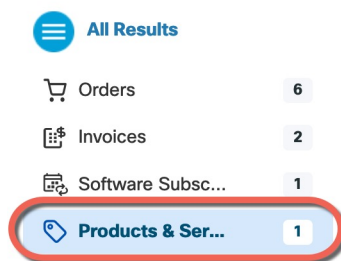 All Results
Orders 6
Invoices 2
Software Subsc... 1
Products & Ser... 1